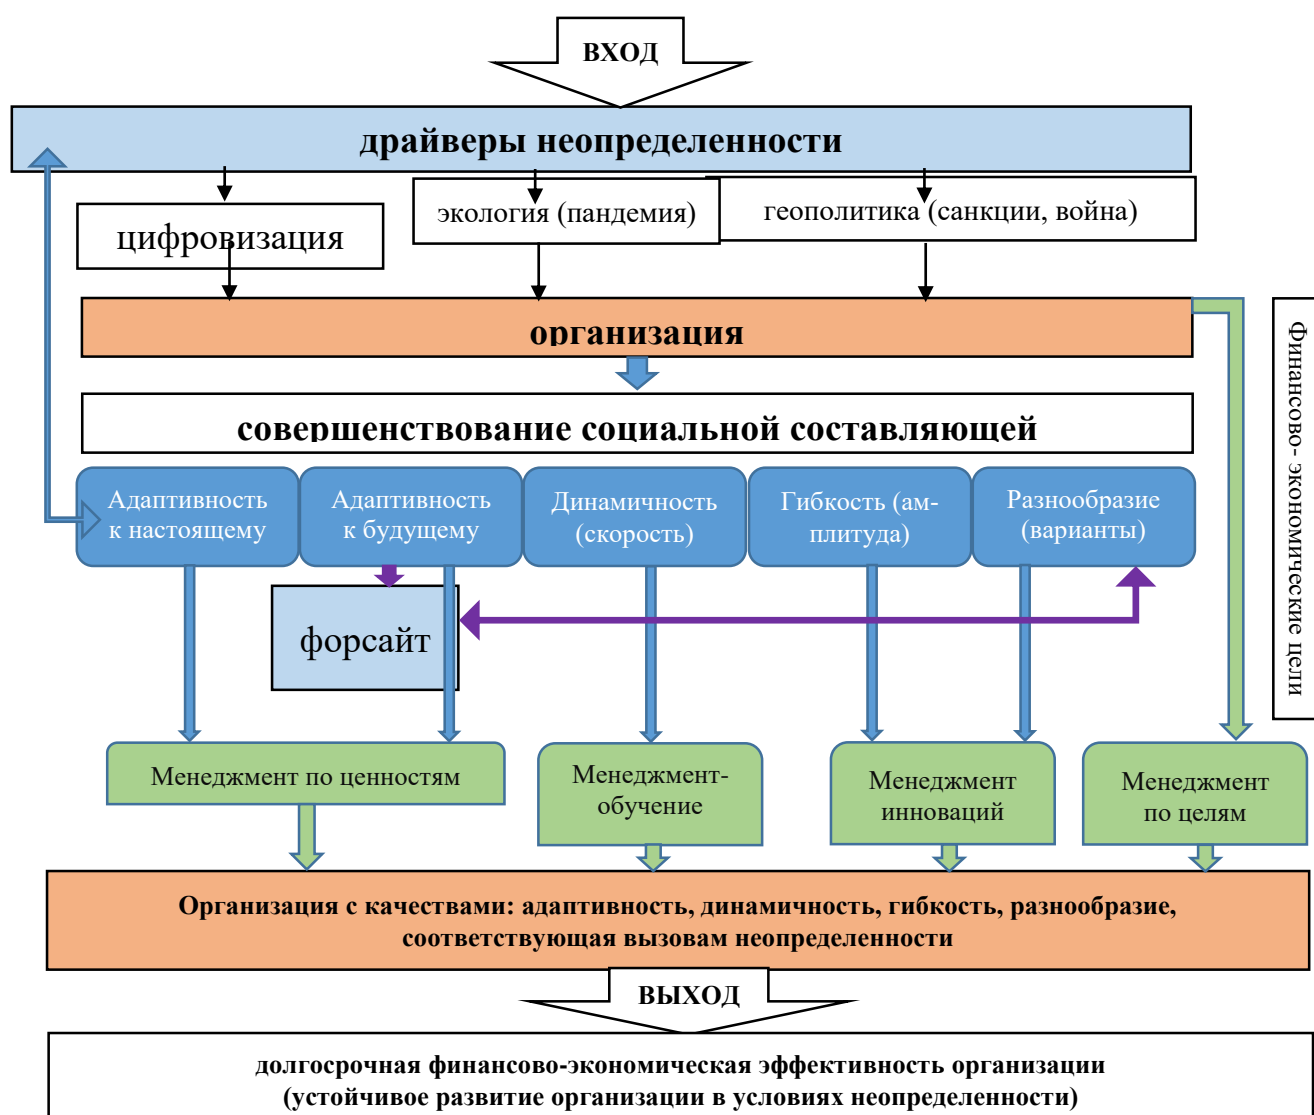 ВХОД
драйверы неопределенности
цифровизация
экология (пандемия)
геополитика (санкции, война)
организация
Финансово- экономические цели
совершенствование социальной составляющей
Адаптивность
к настоящему
Адаптивность
к будущему
Динамичность
(скорость)
Гибкость (ам-
плитуда)
Разнообразие
(варианты)
форсайт
Менеджмент по ценностям
Менеджмент-
обучение
Менеджмент
инноваций
Менеджмент
по целям
Организация с качествами: адаптивность, динамичность, гибкость, разнообразие,
соответствующая вызовам неопределенности
ВЫХОД
долгосрочная финансово-экономическая эффективность организации
(устойчивое развитие организации в условиях неопределенности)